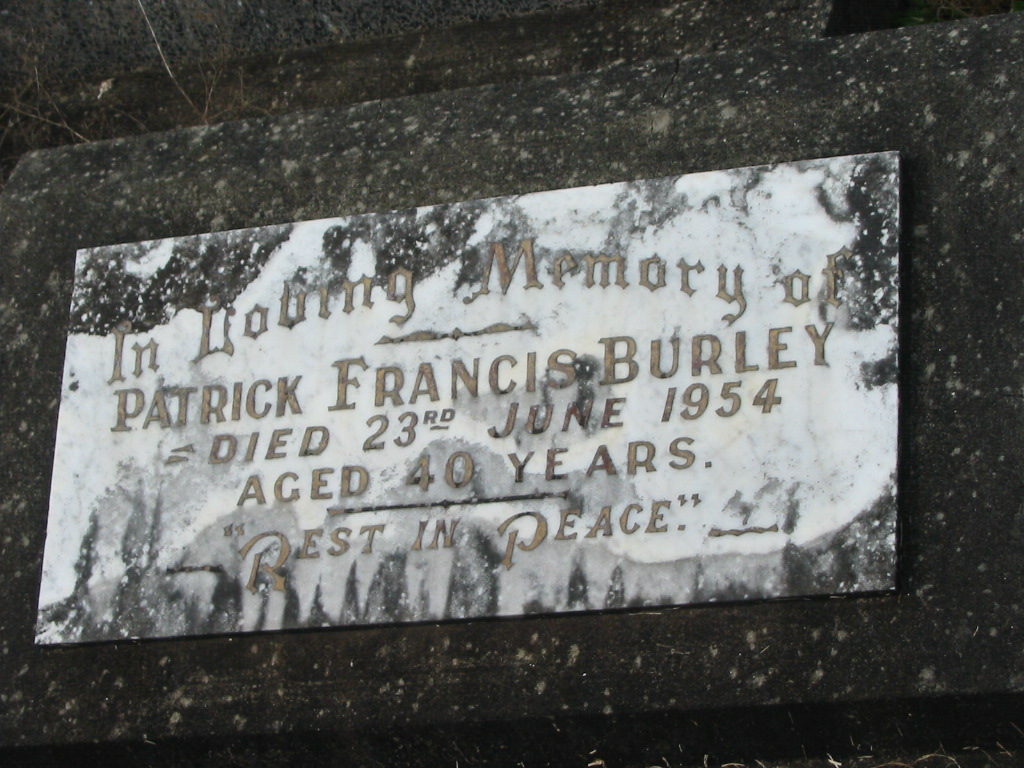 In Loving Memory of
PATRICK FRANCIS BURLEY
DIED 23RD JUNE 1954
AGED 40 YEARS.
"REST IN PEACE."